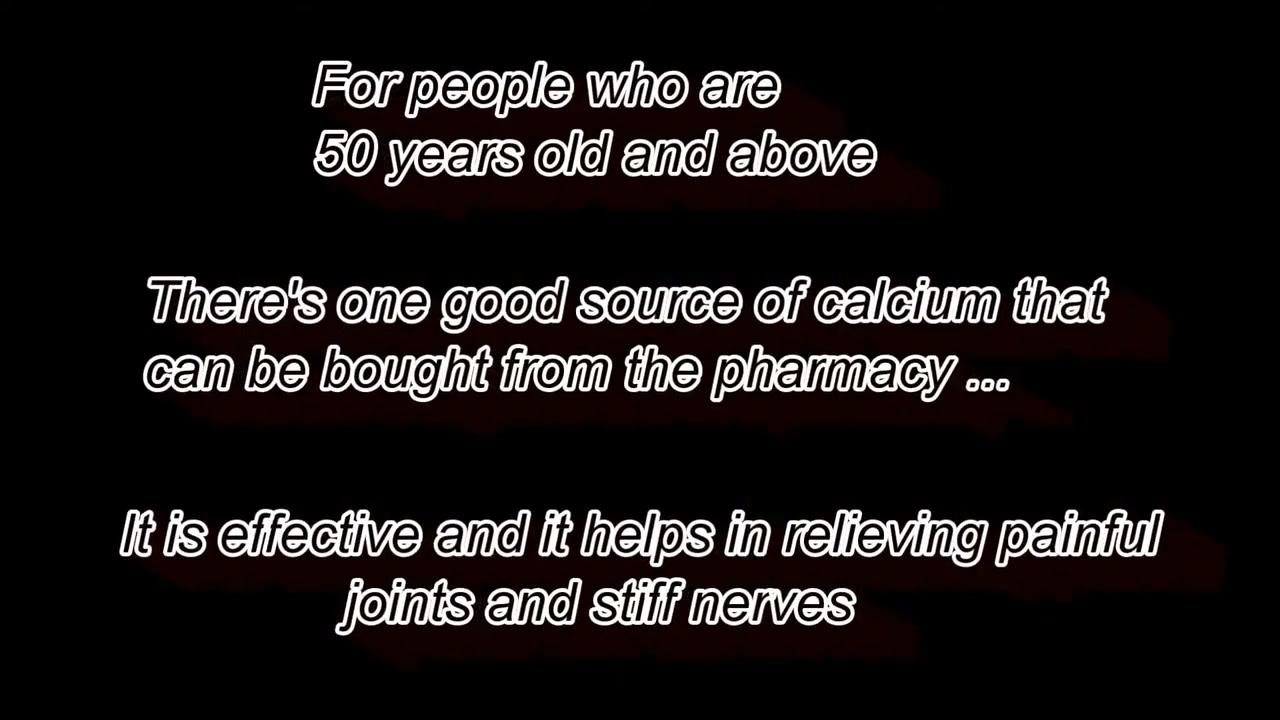 For people who are
50 years old and above
There's one good source of calcium that
can be bought from the pharmacy ...
It is effective and it helps in relieving painful
joints and stiff nerves